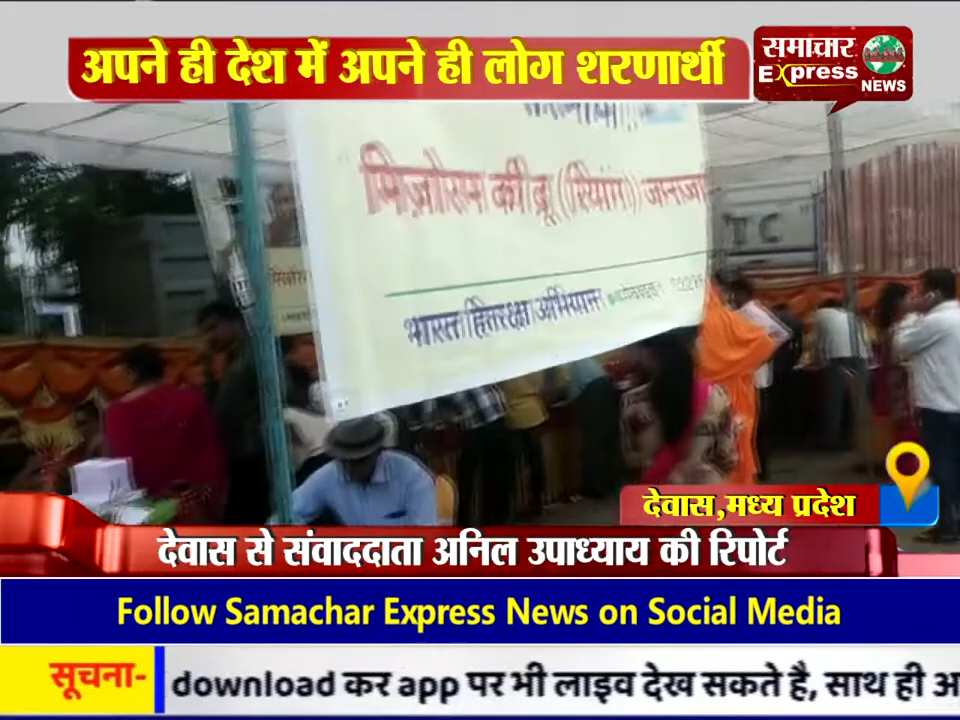 अपने ही देश में अपने ही लोग शरणार्थी
समाचार
Express
NEWS
मिज़ोरम की ब्रू (रियांग) जनजा
TC
भारत हितरक्षा अभियान
देवास,मध्य प्रदेश
देवास से संवाददाता अनिल उपाध्याय की रिपोर्ट
Follow Samachar Express News on Social Media
सूचना- download कर app पर भी लाइव देख सकते है, साथ ही अ